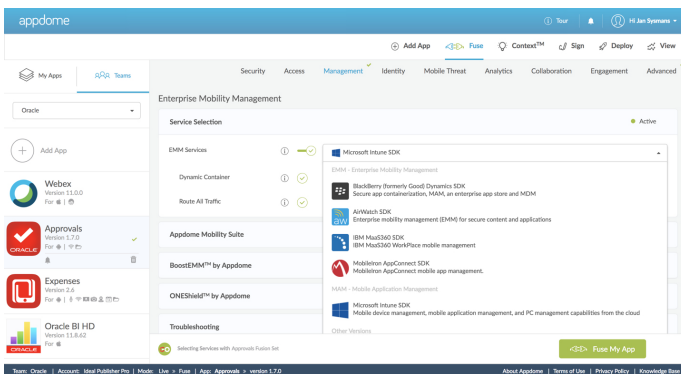 appdome
Tour
Hi Jan Sysmans
Add App
Fuse
Context™
Sign
Deploy
View
My Apps
Teams
Security
Access
Management
Identity
Mobile Threat
Analytics
Collaboration
Engagement
Advanced
Oracle
Enterprise Mobility Management
Service Selection
Active
Add App
EMM Services
Microsoft Intune SDK
EMM - Enterprise Mobility Management
Dynamic Container
BlackBerry (formerly Good) Dynamics SDK
Secure app containerization, MAM, an enterprise app store and MDM
Webex
Version 11.0.0
For
Route All Traffic
AirWatch SDK
Enterprise mobility management (EMM) for secure content and applications
Approvals
Version 1.7.0
For
ORACLE
Appdome Mobility Suite
IBM MaaS360 SDK
IBM MaaS360 WorkPlace mobile management
BoostEMM™ by Appdome
MobileIron AppConnect SDK
MobileIron AppConnect mobile app management.
Expenses
Version 2.6
For
ORACLE
ONEShield™ by Appdome
MAM - Mobile Application Management
Microsoft Intune SDK
Mobile device management, mobile application management, and PC management capabilities from the cloud
Oracle BI HD
Version 11.8.62
For
ORACLE
Troubleshooting
Other Versions
Selecting Services with Approvals Fusion Set
Fuse My App
Team: Oracle | Account: Ideal Publisher Pro | Mode: Live > Fuse | App: Approvals > version 1.7.0
About Appdome | Terms of Use | Privacy Policy | Knowledge Base